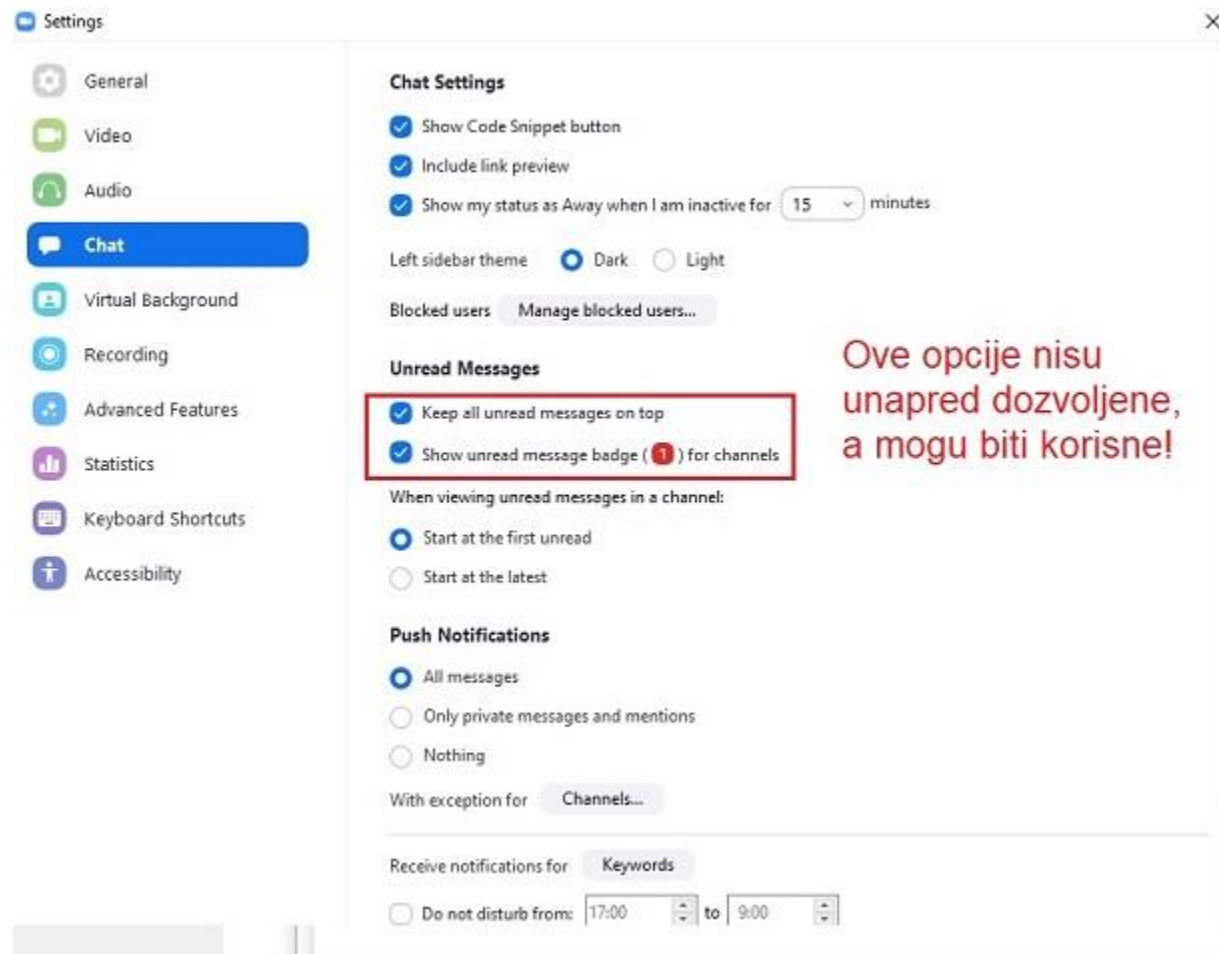 Settings
General
Video
Audio
Chat
Virtual Background
Recording
Advanced Features
Statistics
Keyboard Shortcuts
Accessibility
Chat Settings
Show Code Snippet button
Include link preview
Show my status as Away when I am inactive for 15 minutes
Left sidebar theme Dark Light
Blocked users Manage blocked users...
Unread Messages
Keep all unread messages on top
Show unread message badge ( 1 ) for channels
Ove opcije nisu
unapred dozvoljene,
a mogu biti korisne!
When viewing unread messages in a channel:
Start at the first unread
Start at the latest
Push Notifications
All messages
Only private messages and mentions
Nothing
With exception for Channels...
Receive notifications for Keywords
Do not disturb from: 17:00 to 9:00